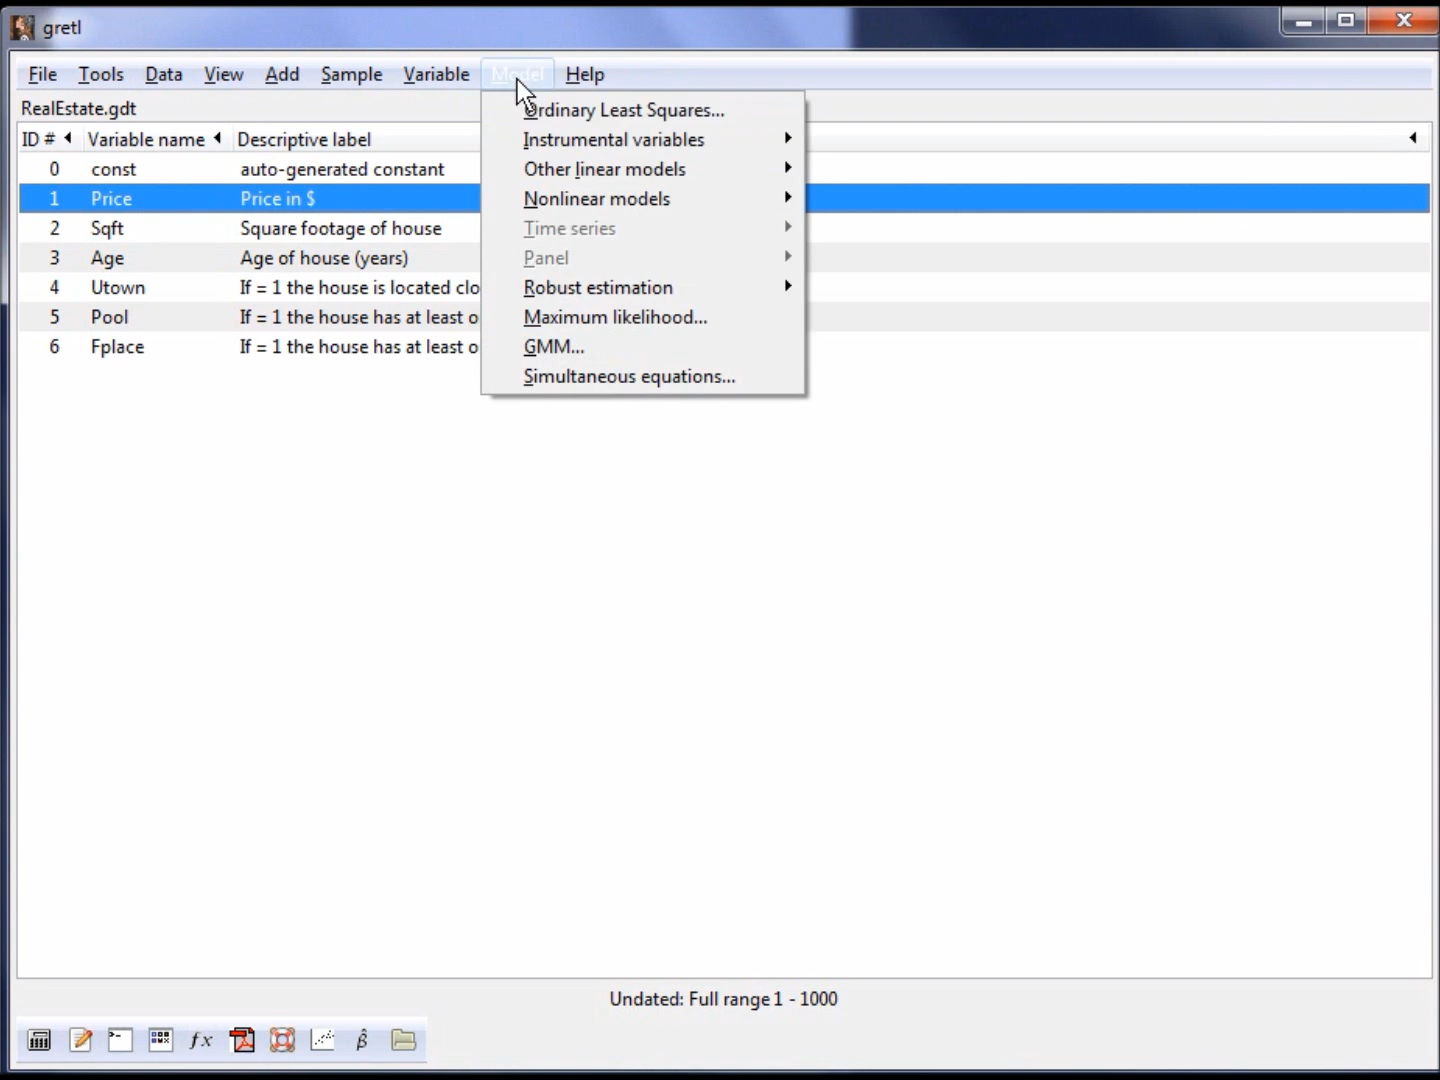 gretl
File Tools Data View Add Sample Variable Model Help
RealEstate.gdt
ID # Variable name Descriptive label
0 const auto-generated constant
1 Price Price in $
2 Sqft Square footage of house
3 Age Age of house (years)
4 Utown If = 1 the house is located clo
5 Pool If = 1 the house has at least o
6 Fplace If = 1 the house has at least o
Ordinary Least Squares...
Instrumental variables
Other linear models
Nonlinear models
Time series
Panel
Robust estimation
Maximum likelihood...
GMM...
Simultaneous equations...
Undated: Full range 1 - 1000
fx β̂